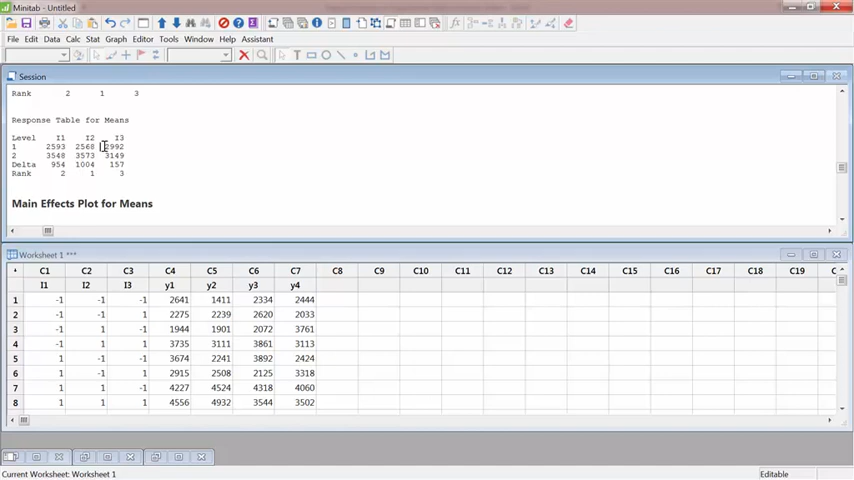 Minitab - Untitled
File Edit Data Calc Stat Graph Editor Tools Window Help Assistant
Session
Rank 2 1 3
Response Table for Means
Level I1 I2 I3
1 2593 2568 2992
2 3548 3573 3149
Delta 954 1004 157
Rank 2 1 3
Main Effects Plot for Means
Worksheet 1 ***
C1 C2 C3 C4 C5 C6 C7 C8 C9 C10 C11 C12 C13 C14 C15 C16 C17 C18 C19
I1 I2 I3 y1 y2 y3 y4
1 -1 -1 -1 2641 1411 2334 2444
2 -1 -1 1 2275 2239 2620 2033
3 -1 1 -1 1944 1901 2072 3761
4 -1 1 1 3735 3111 3861 3113
5 1 -1 -1 3674 2241 3892 2424
6 1 -1 1 2915 2508 2125 3318
7 1 1 -1 4227 4524 4318 4060
8 1 1 1 4556 4932 3544 3502
Current Worksheet: Worksheet 1
Editable